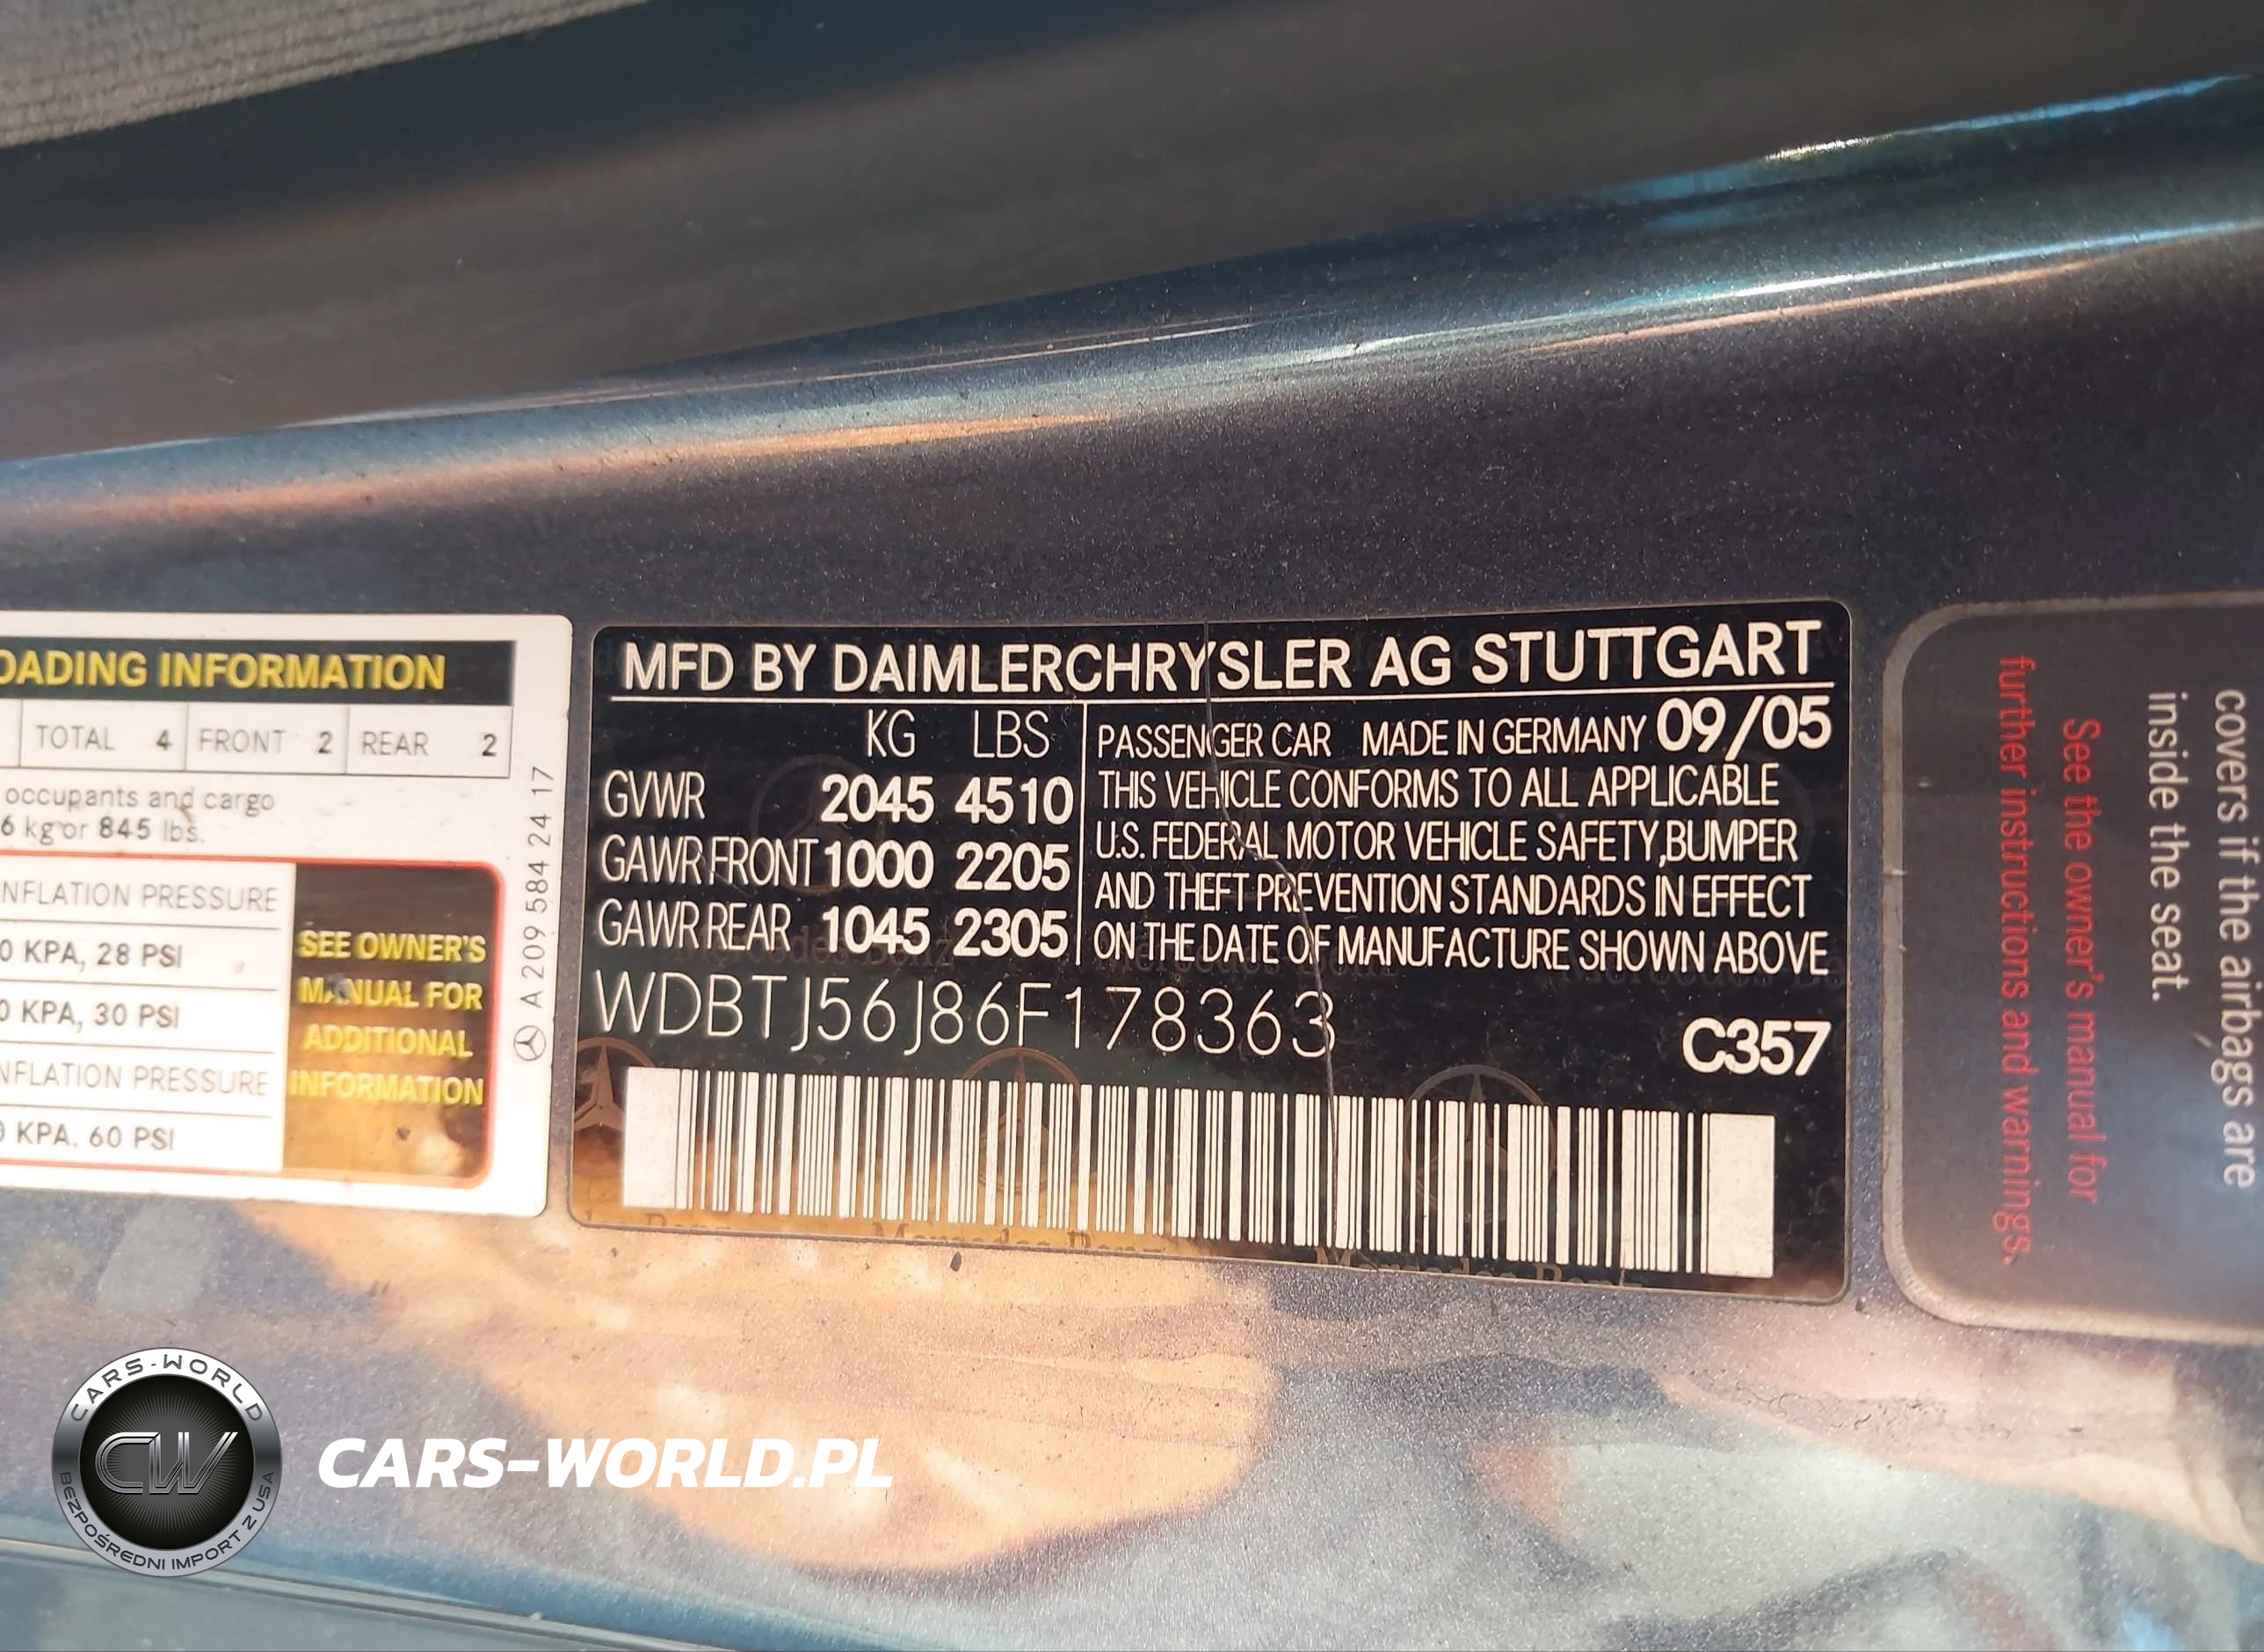 OADING INFORMATION
TOTAL 4 FRONT 2 REAR 2
occupants and cargo
6 kg or 845 lbs.
NFLATION PRESSURE
0 KPA, 28 PSI
0 KPA, 30 PSI
NFLATION PRESSURE
0 KPA. 60 PSI
SEE OWNER'S
MANUAL FOR
ADDITIONAL
INFORMATION
A 209 584 24 17
MFD BY DAIMLERCHRYSLER AG STUTTGART
KG LBS
GVWR 2045 4510
GAWR FRONT 1000 2205
GAWR REAR 1045 2305
PASSENGER CAR MADE IN GERMANY 09/05
THIS VEHICLE CONFORMS TO ALL APPLICABLE
U.S. FEDERAL MOTOR VEHICLE SAFETY,BUMPER
AND THEFT PREVENTION STANDARDS IN EFFECT
ON THE DATE OF MANUFACTURE SHOWN ABOVE
WDBTJ56J86F178363
C357
Mercedes Benz
covers if the airbags are
inside the seat.
See the owner's manual for
further instructions and warnings.
CARS-WORLD
CW
BEZPOŚREDNI IMPORT Z USA
CARS-WORLD.PL